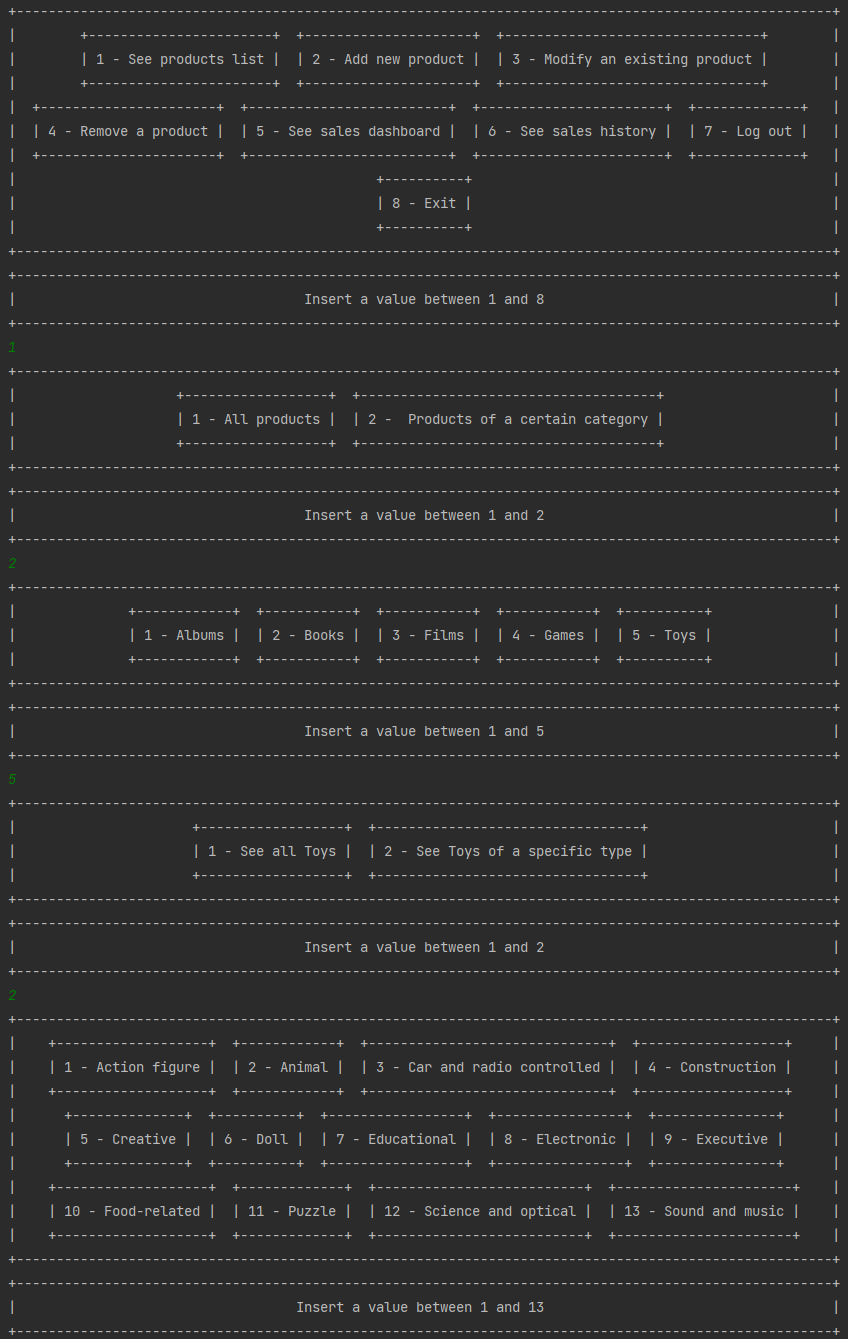 1 - See products list | 2 - Add new product | 3 - Modify an existing product
4 - Remove a product | 5 - See sales dashboard | 6 - See sales history | 7 - Log out
8 - Exit
Insert a value between 1 and 8
1
1 - All products | 2 -  Products of a certain category
Insert a value between 1 and 2
2
1 - Albums | 2 - Books | 3 - Films | 4 - Games | 5 - Toys
Insert a value between 1 and 5
5
1 - See all Toys | 2 - See Toys of a specific type
Insert a value between 1 and 2
2
1 - Action figure | 2 - Animal | 3 - Car and radio controlled | 4 - Construction
5 - Creative | 6 - Doll | 7 - Educational | 8 - Electronic | 9 - Executive
10 - Food-related | 11 - Puzzle | 12 - Science and optical | 13 - Sound and music
Insert a value between 1 and 13